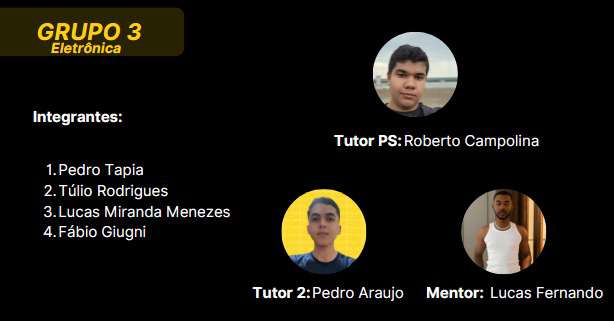 GRUPO 3
Eletrônica
Integrantes:
1. Pedro Tapia
2. Túlio Rodrigues
3. Lucas Miranda Menezes
4. Fábio Giugni
Tutor PS: Roberto Campolina
Tutor 2: Pedro Araujo
Mentor: Lucas Fernando